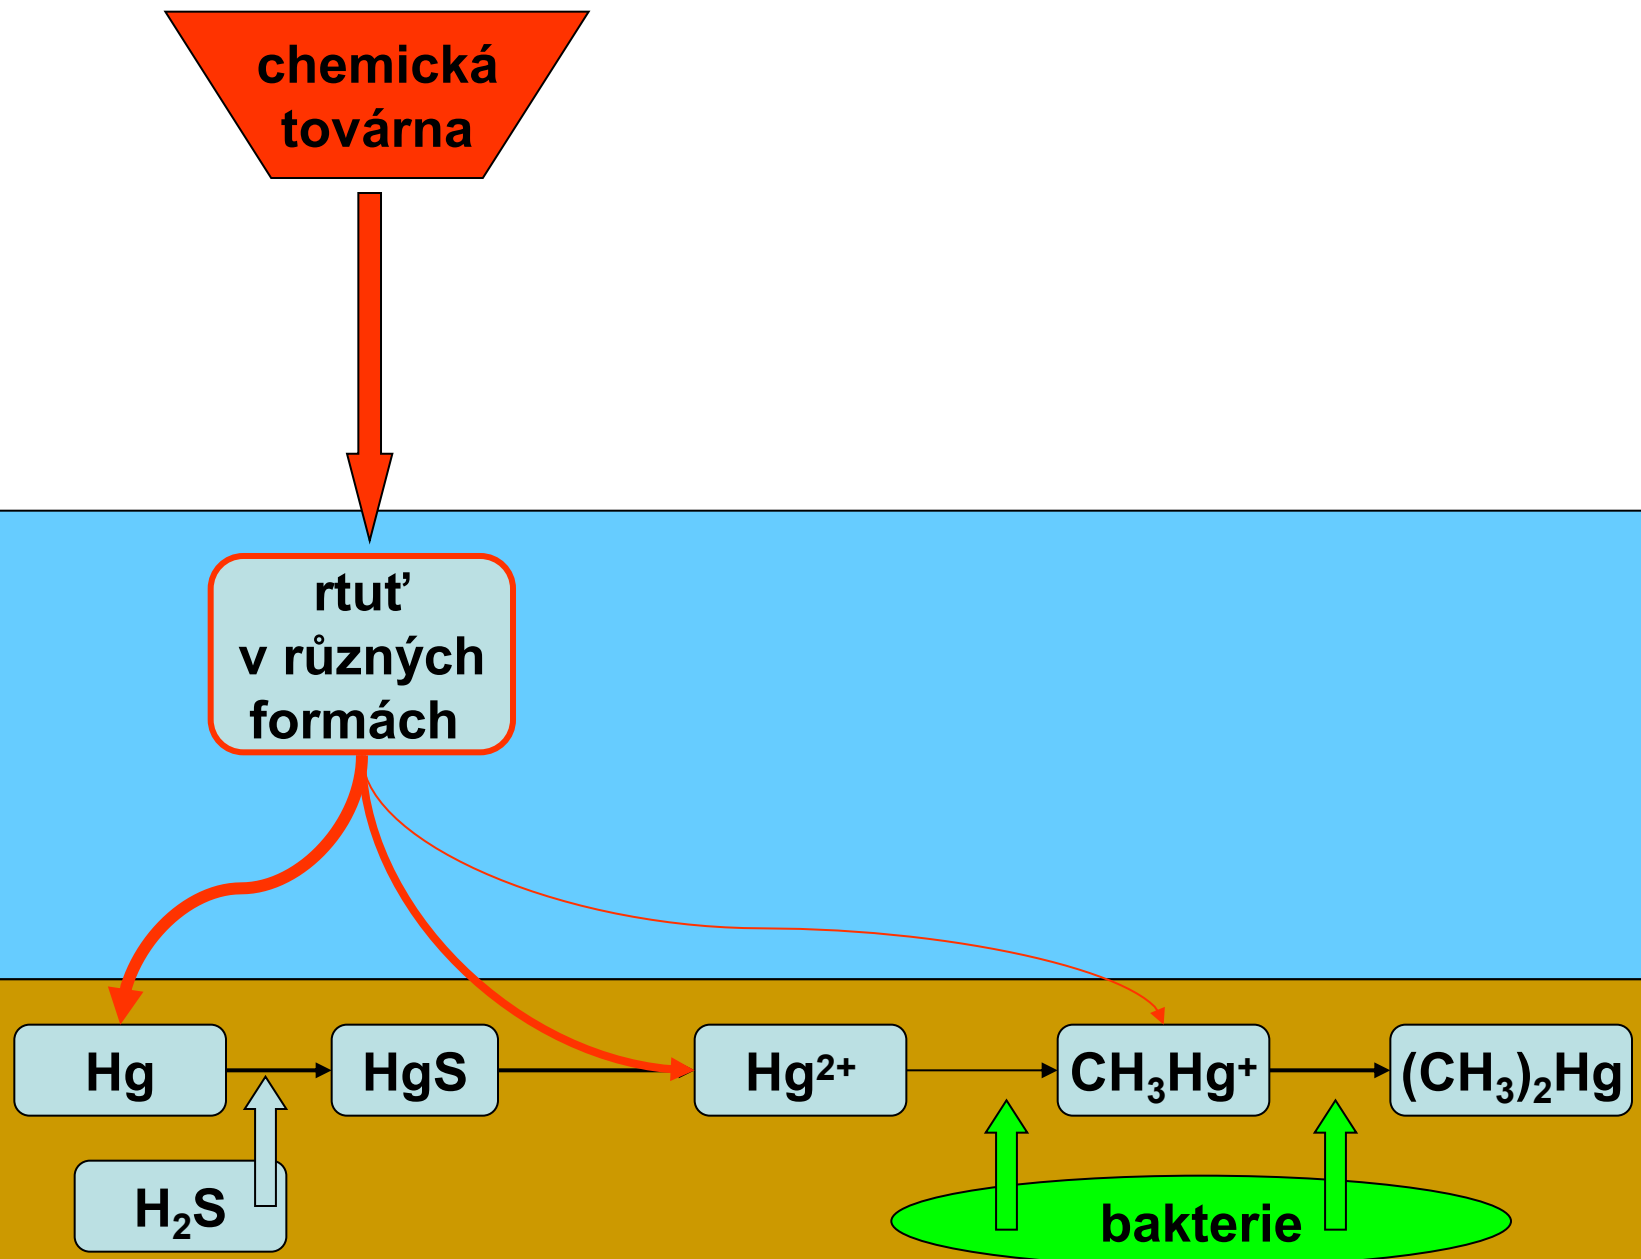 chemická
továrna
rtuť
v různých
formách
Hg
HgS
Hg²⁺
CH₃Hg⁺
(CH₃)₂Hg
H₂S
bakterie